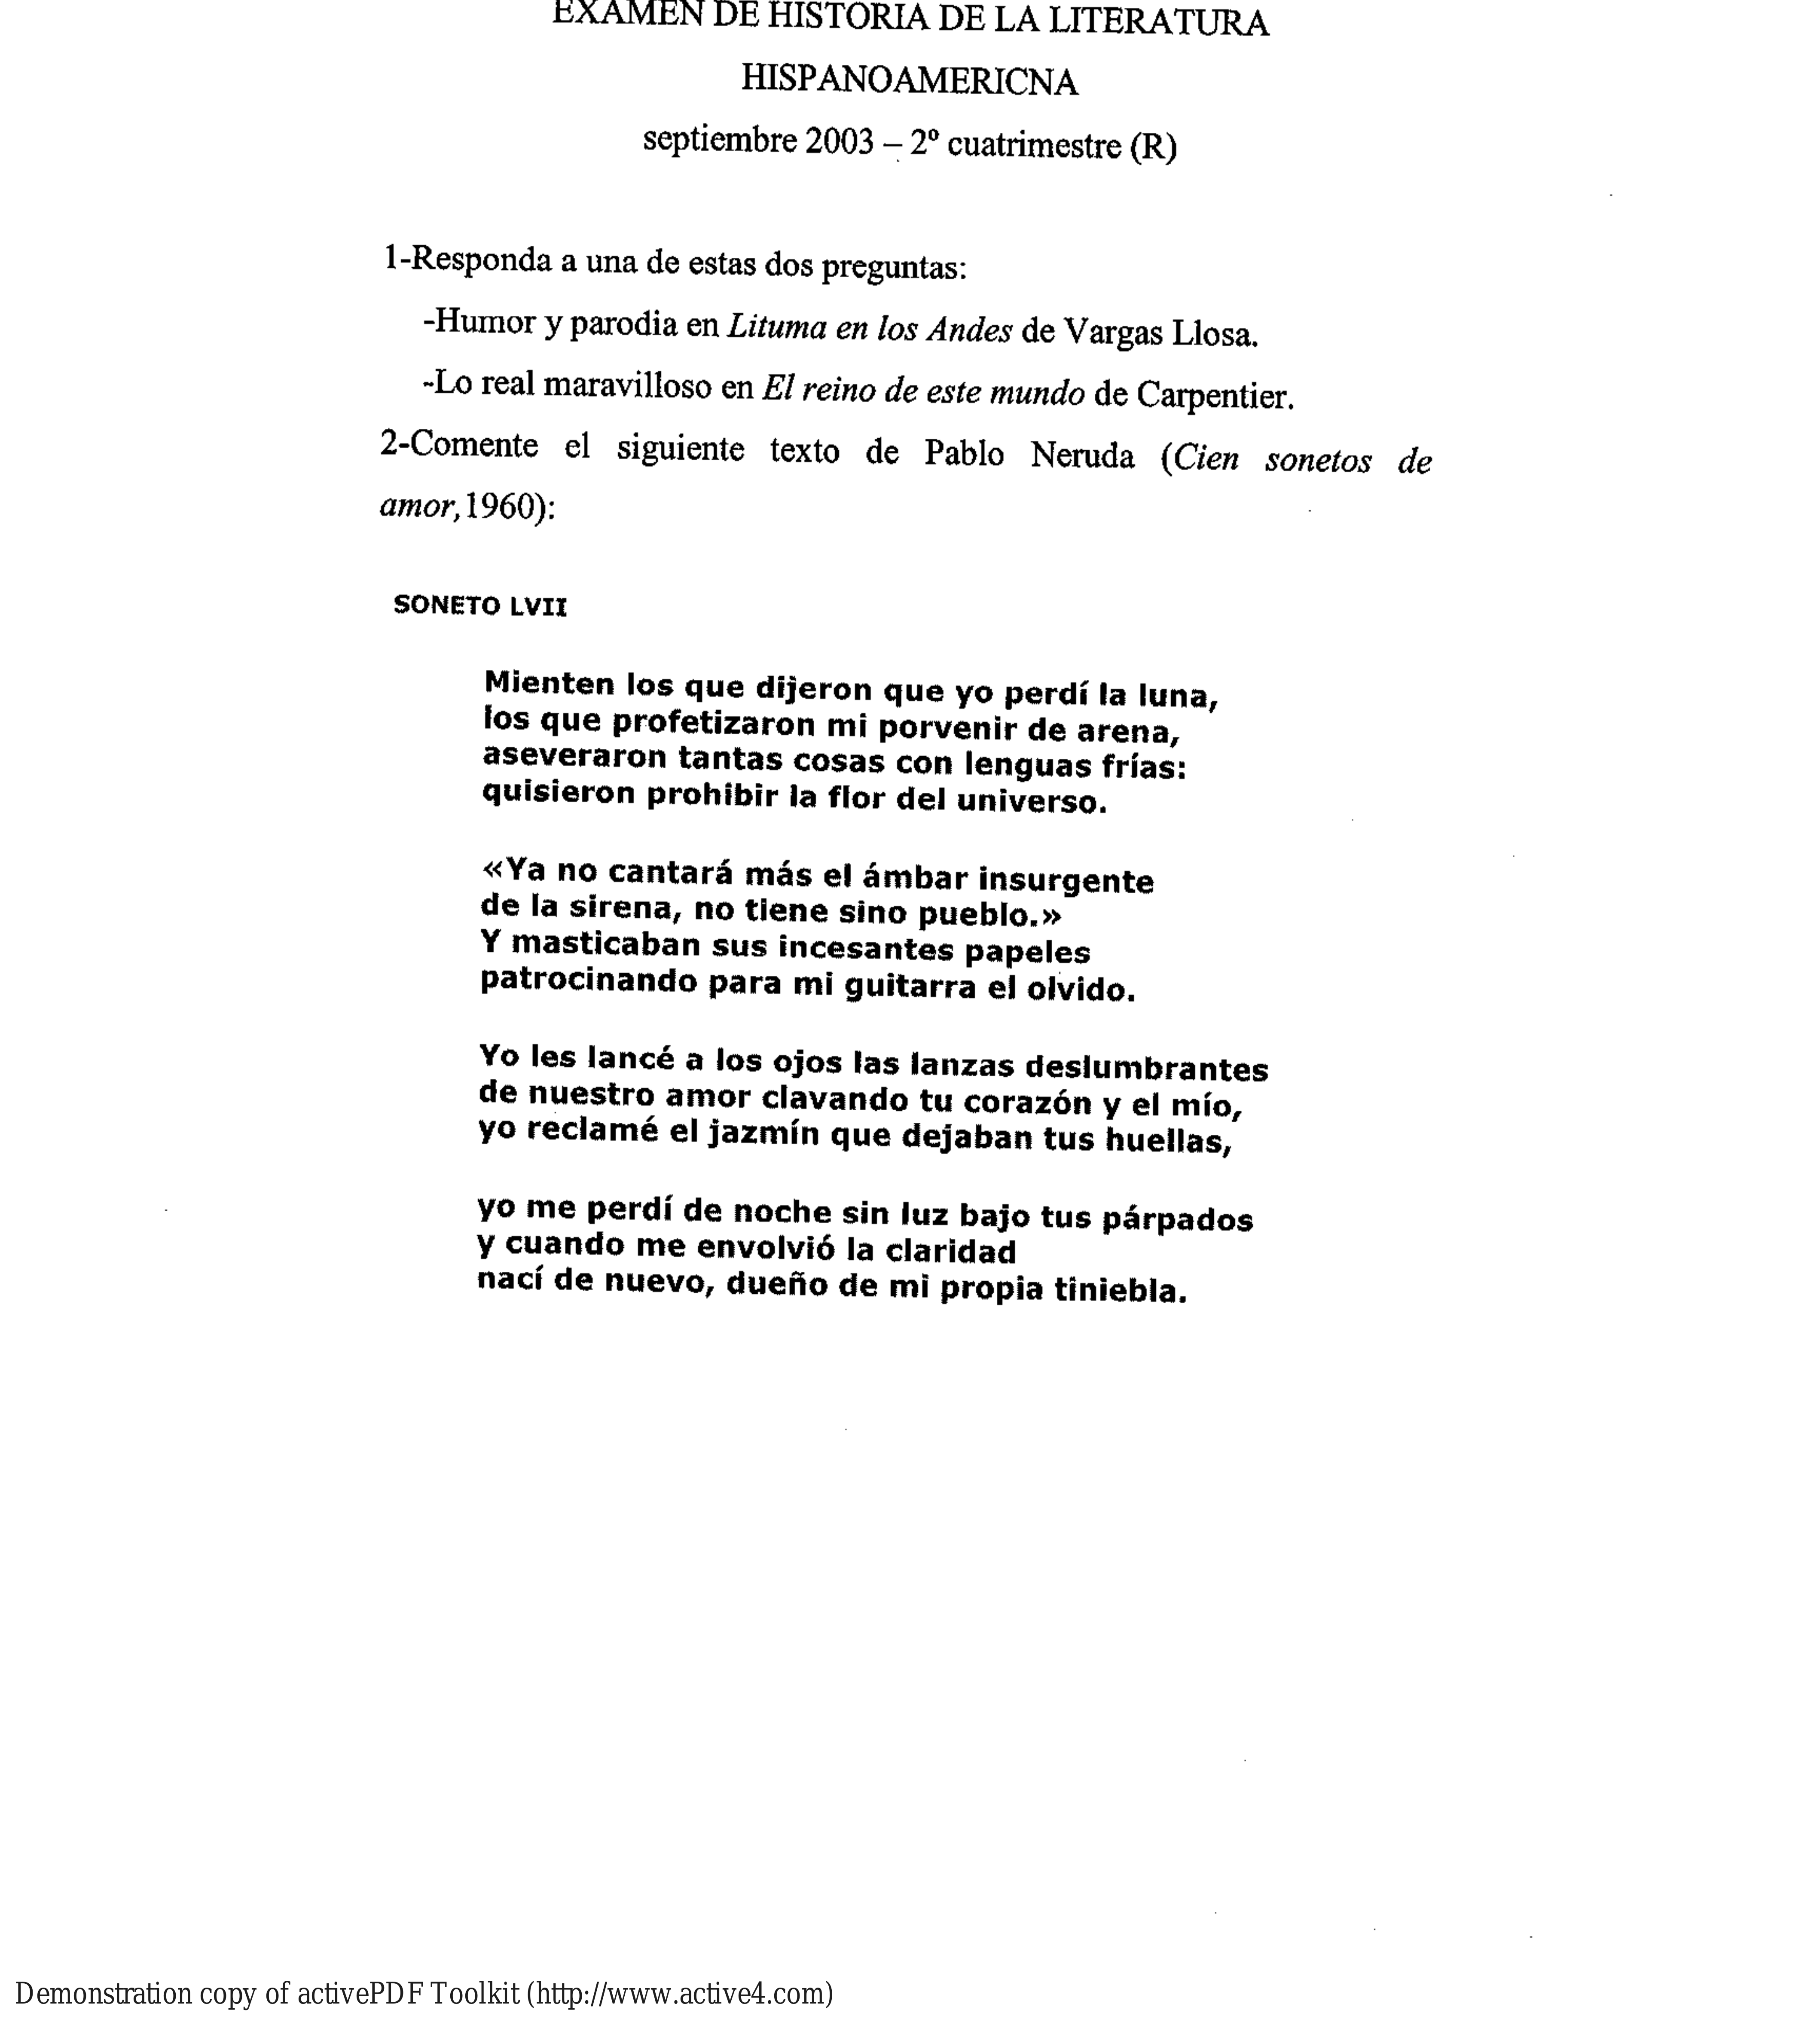 EXAMEN DE HISTORIA DE LA LITERATURA
HISPANOAMERICNA
septiembre 2003 – 2º cuatrimestre (R)
1-Responda a una de estas dos preguntas:
-Humor y parodia en Lituma en los Andes de Vargas Llosa.
-Lo real maravilloso en El reino de este mundo de Carpentier.
2-Comente el siguiente texto de Pablo Neruda (Cien sonetos de
amor,1960):
SONETO LVII
Mienten los que dijeron que yo perdí la luna,
los que profetizaron mi porvenir de arena,
aseveraron tantas cosas con lenguas frías:
quisieron prohibir la flor del universo.
«Ya no cantará más el ámbar insurgente
de la sirena, no tiene sino pueblo.»
Y masticaban sus incesantes papeles
patrocinando para mi guitarra el olvido.
Yo les lancé a los ojos las lanzas deslumbrantes
de nuestro amor clavando tu corazón y el mío,
yo reclamé el jazmín que dejaban tus huellas,
yo me perdí de noche sin luz bajo tus párpados
y cuando me envolvió la claridad
nací de nuevo, dueño de mi propia tiniebla.
Demonstration copy of activePDF Toolkit (http://www.active4.com)